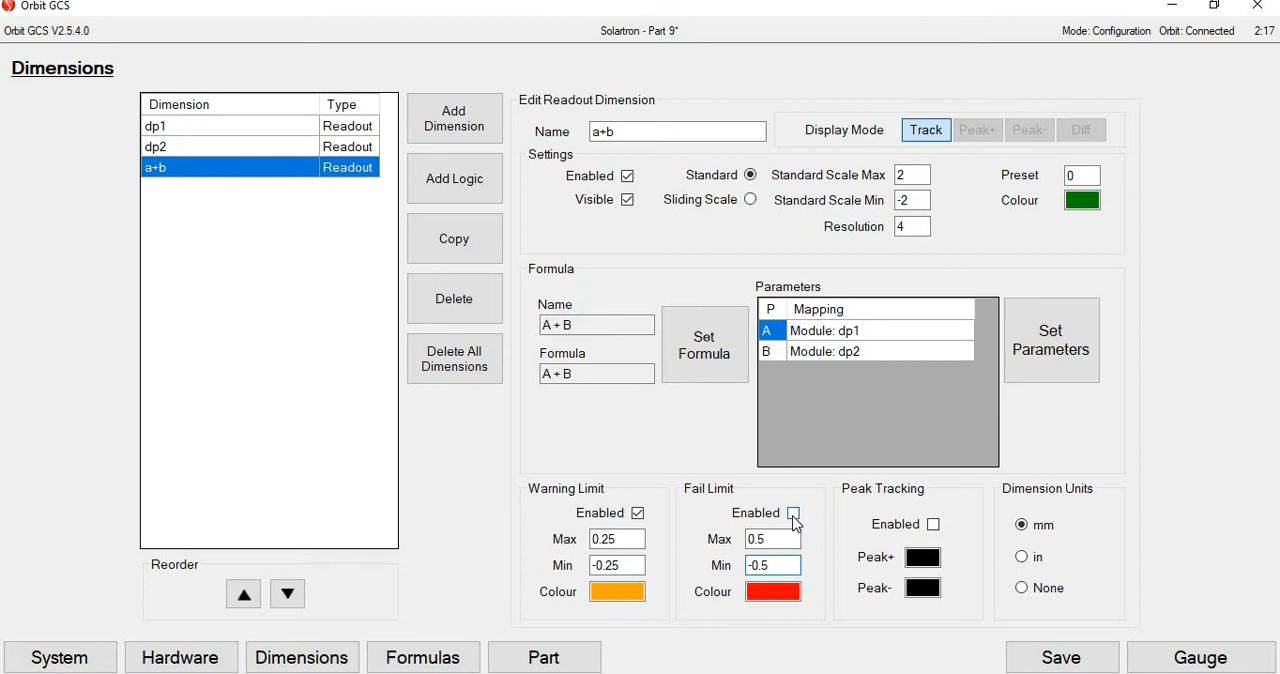 Orbit GCS
Orbit GCS V2.5.4.0 Solartron - Part 9* Mode: Configuration Orbit: Connected 2:17
Dimensions
Dimension Type
dp1 Readout
dp2 Readout
a+b Readout
Add Dimension
Add Logic
Copy
Delete
Delete All Dimensions
Reorder
Edit Readout Dimension
Name a+b Display Mode Track Peak+ Peak- Diff
Settings
Enabled Standard Standard Scale Max 2 Preset 0
Visible Sliding Scale Standard Scale Min -2 Colour
Resolution 4
Formula
Name
A + B
Formula
A + B
Set Formula
Parameters
P Mapping
A Module: dp1
B Module: dp2
Set Parameters
Warning Limit
Enabled
Max 0.25
Min -0.25
Colour
Fail Limit
Enabled
Max 0.5
Min -0.5
Colour
Peak Tracking
Enabled
Peak+
Peak-
Dimension Units
mm
in
None
System Hardware Dimensions Formulas Part Save Gauge